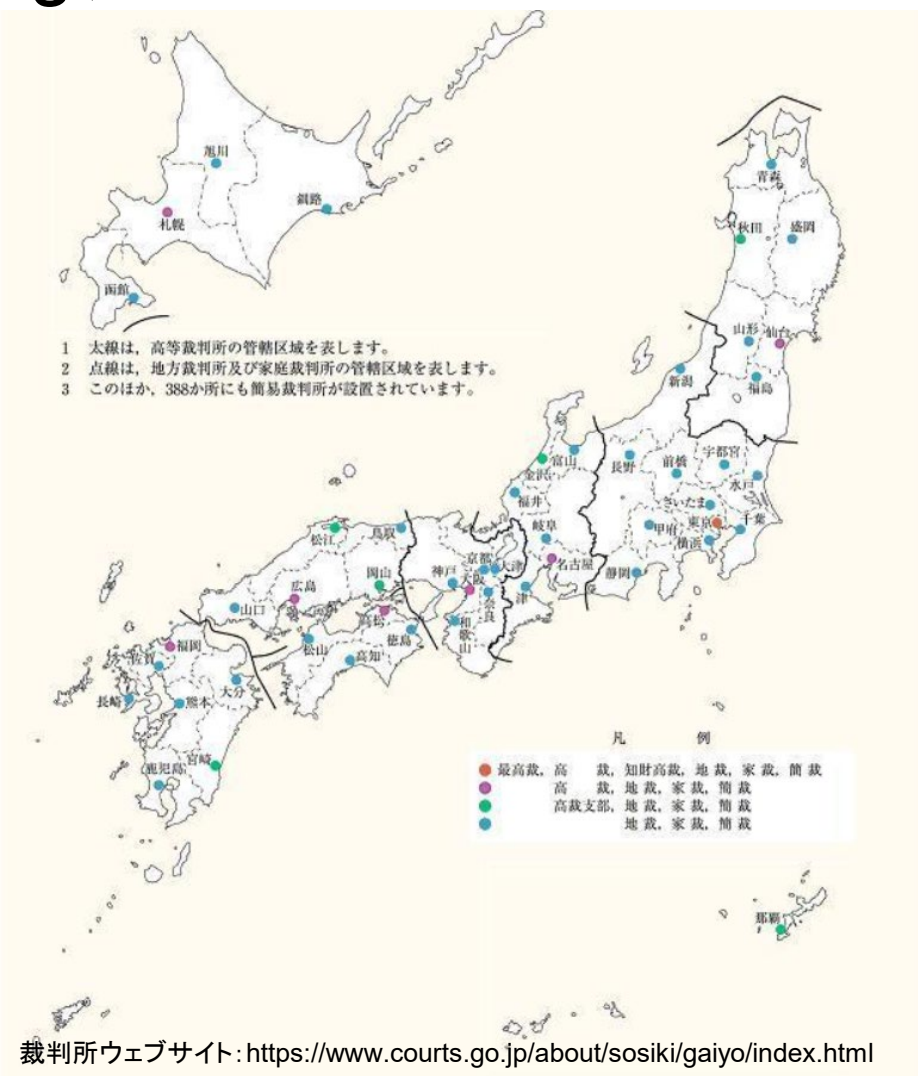 旭川
釧路
札幌
函館
青森
秋田
盛岡
山形
仙台
新潟
福島
1 太線は，高等裁判所の管轄区域を表します。
2 点線は，地方裁判所及び家庭裁判所の管轄区域を表します。
3 このほか，388か所にも簡易裁判所が設置されています。
富山
金沢
福井
長野
前橋
宇都宮
水戸
さいたま
東京
千葉
甲府
横浜
静岡
岐阜
名古屋
津
松江
鳥取
岡山
広島
山口
神戸
京都
大津
大阪
奈良
和歌山
高松
徳島
松山
高知
福岡
佐賀
長崎
大分
熊本
宮崎
鹿児島
凡 例
最高裁，高 裁，知財高裁，地 裁，家 裁，簡 裁
高 裁，地 裁，家 裁，簡 裁
高裁支部，地 裁，家 裁，簡 裁
地 裁，家 裁，簡 裁
那覇
裁判所ウェブサイト：https://www.courts.go.jp/about/sosiki/gaiyo/index.html